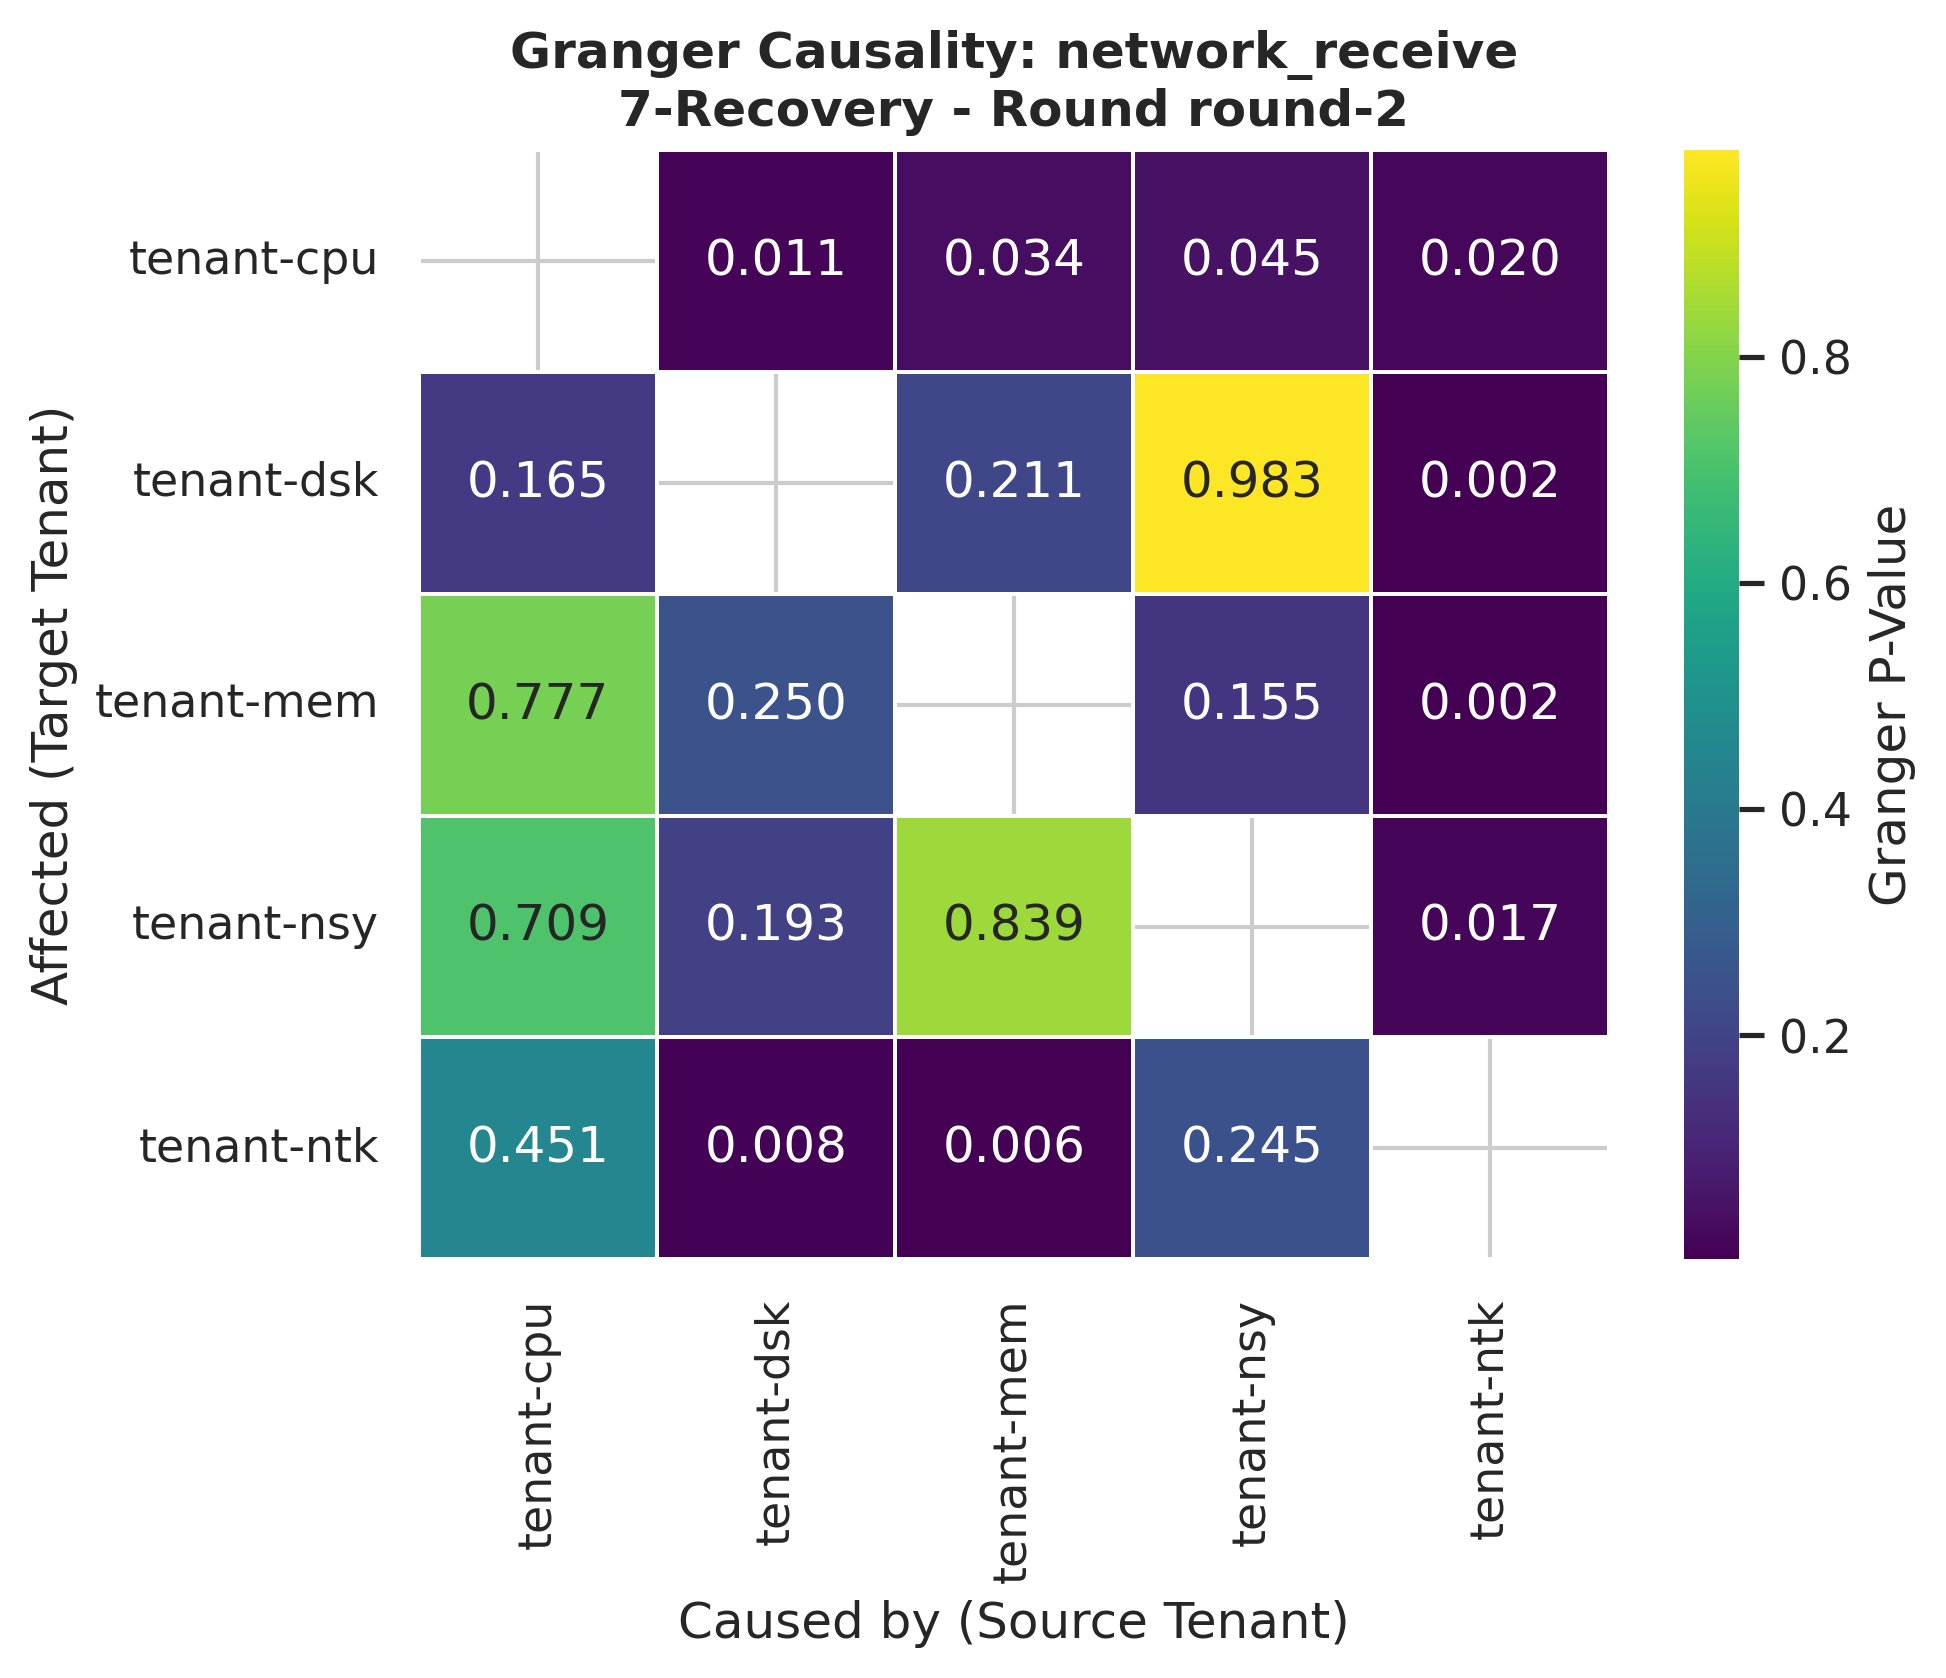 Granger Causality: network_receive
7-Recovery - Round round-2
Affected (Target Tenant)
tenant-cpu 0.011 0.034 0.045 0.020
tenant-dsk 0.165 0.211 0.983 0.002
tenant-mem 0.777 0.250 0.155 0.002
tenant-nsy 0.709 0.193 0.839 0.017
tenant-ntk 0.451 0.008 0.006 0.245
tenant-cpu
tenant-dsk
tenant-mem
tenant-nsy
tenant-ntk
Caused by (Source Tenant)
0.8
0.6
0.4
0.2
Granger P-Value